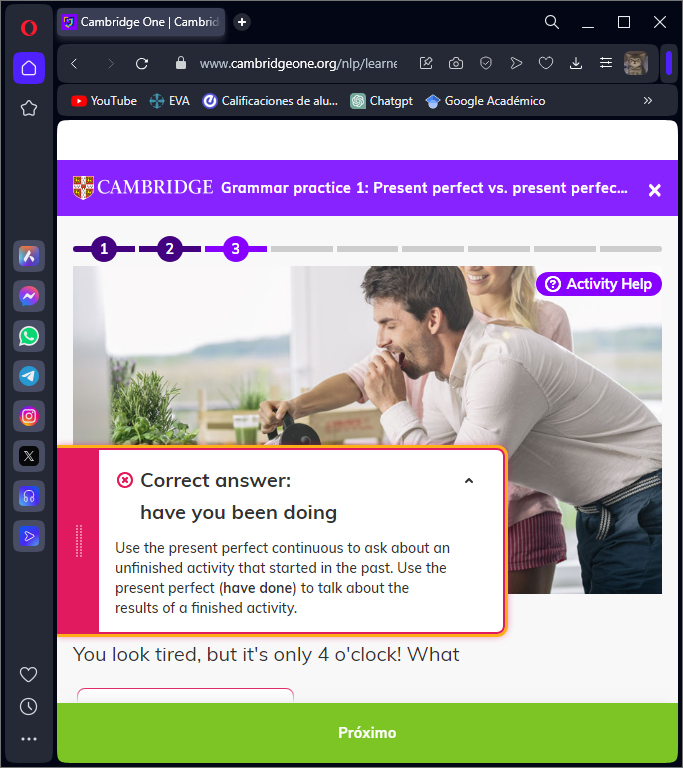 Cambridge One | Cambrid
www.cambridgeone.org/nlp/learne
YouTube
EVA
Calificaciones de alu...
Chatgpt
Google Académico
CAMBRIDGE
Grammar practice 1: Present perfect vs. present perfec...
1
2
3
Activity Help
Correct answer:
have you been doing
Use the present perfect continuous to ask about an
unfinished activity that started in the past. Use the
present perfect (have done) to talk about the
results of a finished activity.
You look tired, but it's only 4 o'clock! What
Próximo